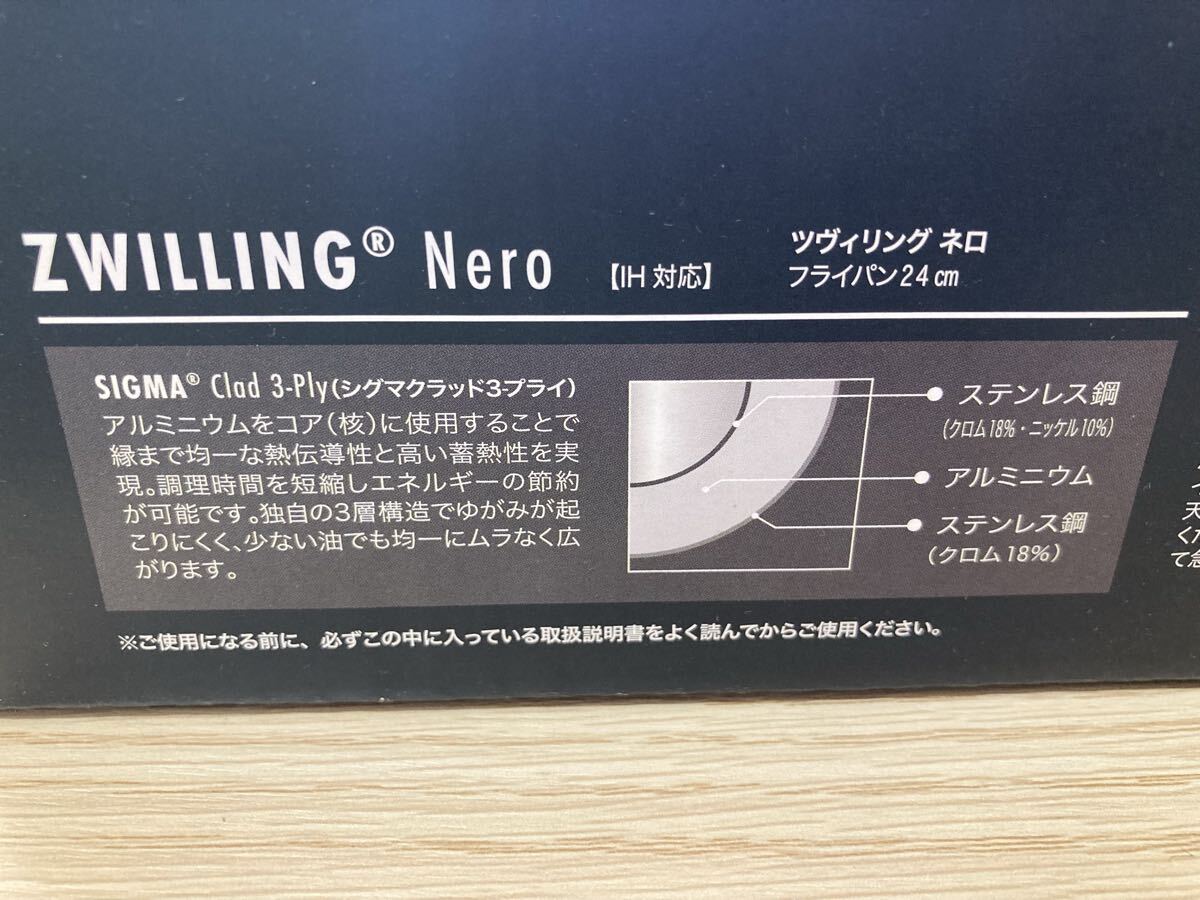 ZWILLING® Nero 【IH 対応】
ツヴィリング ネロ
フライパン24cm
SIGMA® Clad 3-Ply(シグマクラッド3-プライ)
アルミニウムをコア(核)に使用することで
縁まで均一な熱伝導性と高い蓄熱性を実
現。調理時間を短縮しエネルギーの節約
が可能です。独自の3層構造でゆがみが起
こりにくく、少ない油でも均一にムラなく広
がります。
ステンレス鋼
(クロム18%・ニッケル10%)
アルミニウム
ステンレス鋼
(クロム18%)
※ご使用になる前に、必ずこの中に入っている取扱説明書をよく読んでからご使用ください。
天
くだ
て急